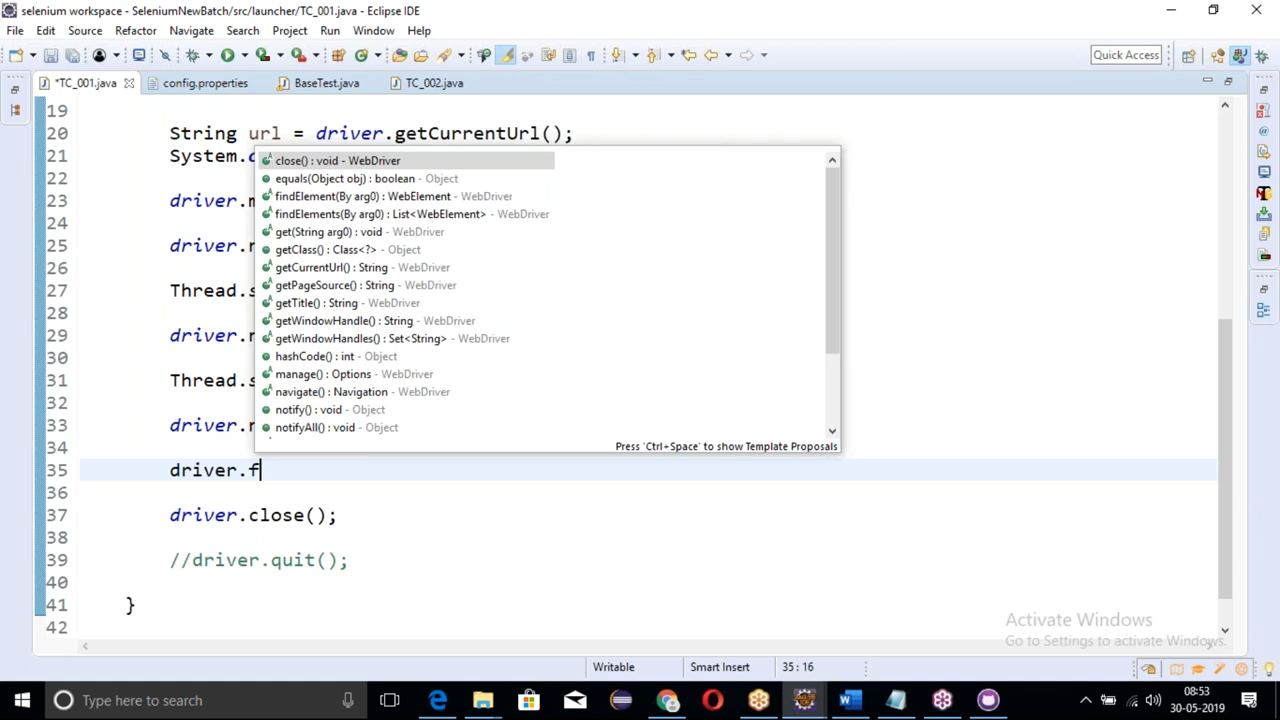 selenium workspace - SeleniumNewBatch/src/launcher/TC_001.java - Eclipse IDE
File Edit Source Refactor Navigate Search Project Run Window Help
Quick Access
*TC_001.java config.properties BaseTest.java TC_002.java
19
20 String url = driver.getCurrentUrl();
21 System.
22
23 driver.
24
25 driver.
26
27 Thread.
28
29 driver.
30
31 Thread.
32
33 driver.
34
35 driver.f
36
37 driver.close();
38
39 //driver.quit();
40
41 }
42
close() : void - WebDriver
equals(Object obj) : boolean - Object
findElement(By arg0) : WebElement - WebDriver
findElements(By arg0) : List<WebElement> - WebDriver
get(String arg0) : void - WebDriver
getClass() : Class<?> - Object
getCurrentUrl() : String - WebDriver
getPageSource() : String - WebDriver
getTitle() : String - WebDriver
getWindowHandle() : String - WebDriver
getWindowHandles() : Set<String> - WebDriver
hashCode() : int - Object
manage() : Options - WebDriver
navigate() : Navigation - WebDriver
notify() : void - Object
notifyAll() : void - Object
Press 'Ctrl+Space' to show Template Proposals
Activate Windows
Go to Settings to activate Windows.
Writable Smart Insert 35 : 16
Type here to search
08:53
30-05-2019